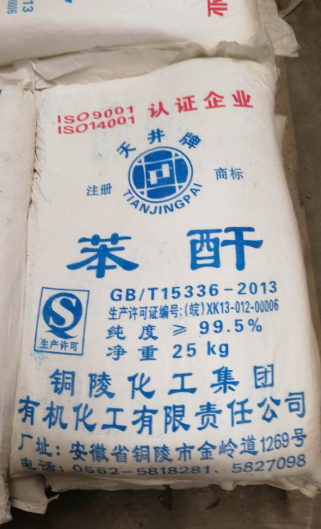 ISO9001
ISO14001 认证企业
天井牌
注册 商标
TIANJINGPAI
苯酐
GB/T15336-2013
生产许可证编号:(皖)XK13-012-00006
纯度≥99.5%
生产许可
净重25kg
铜陵化工集团
有机化工有限责任公司
厂址:安徽省铜陵市金岭道1269号
电话:0562-5818281、5827098